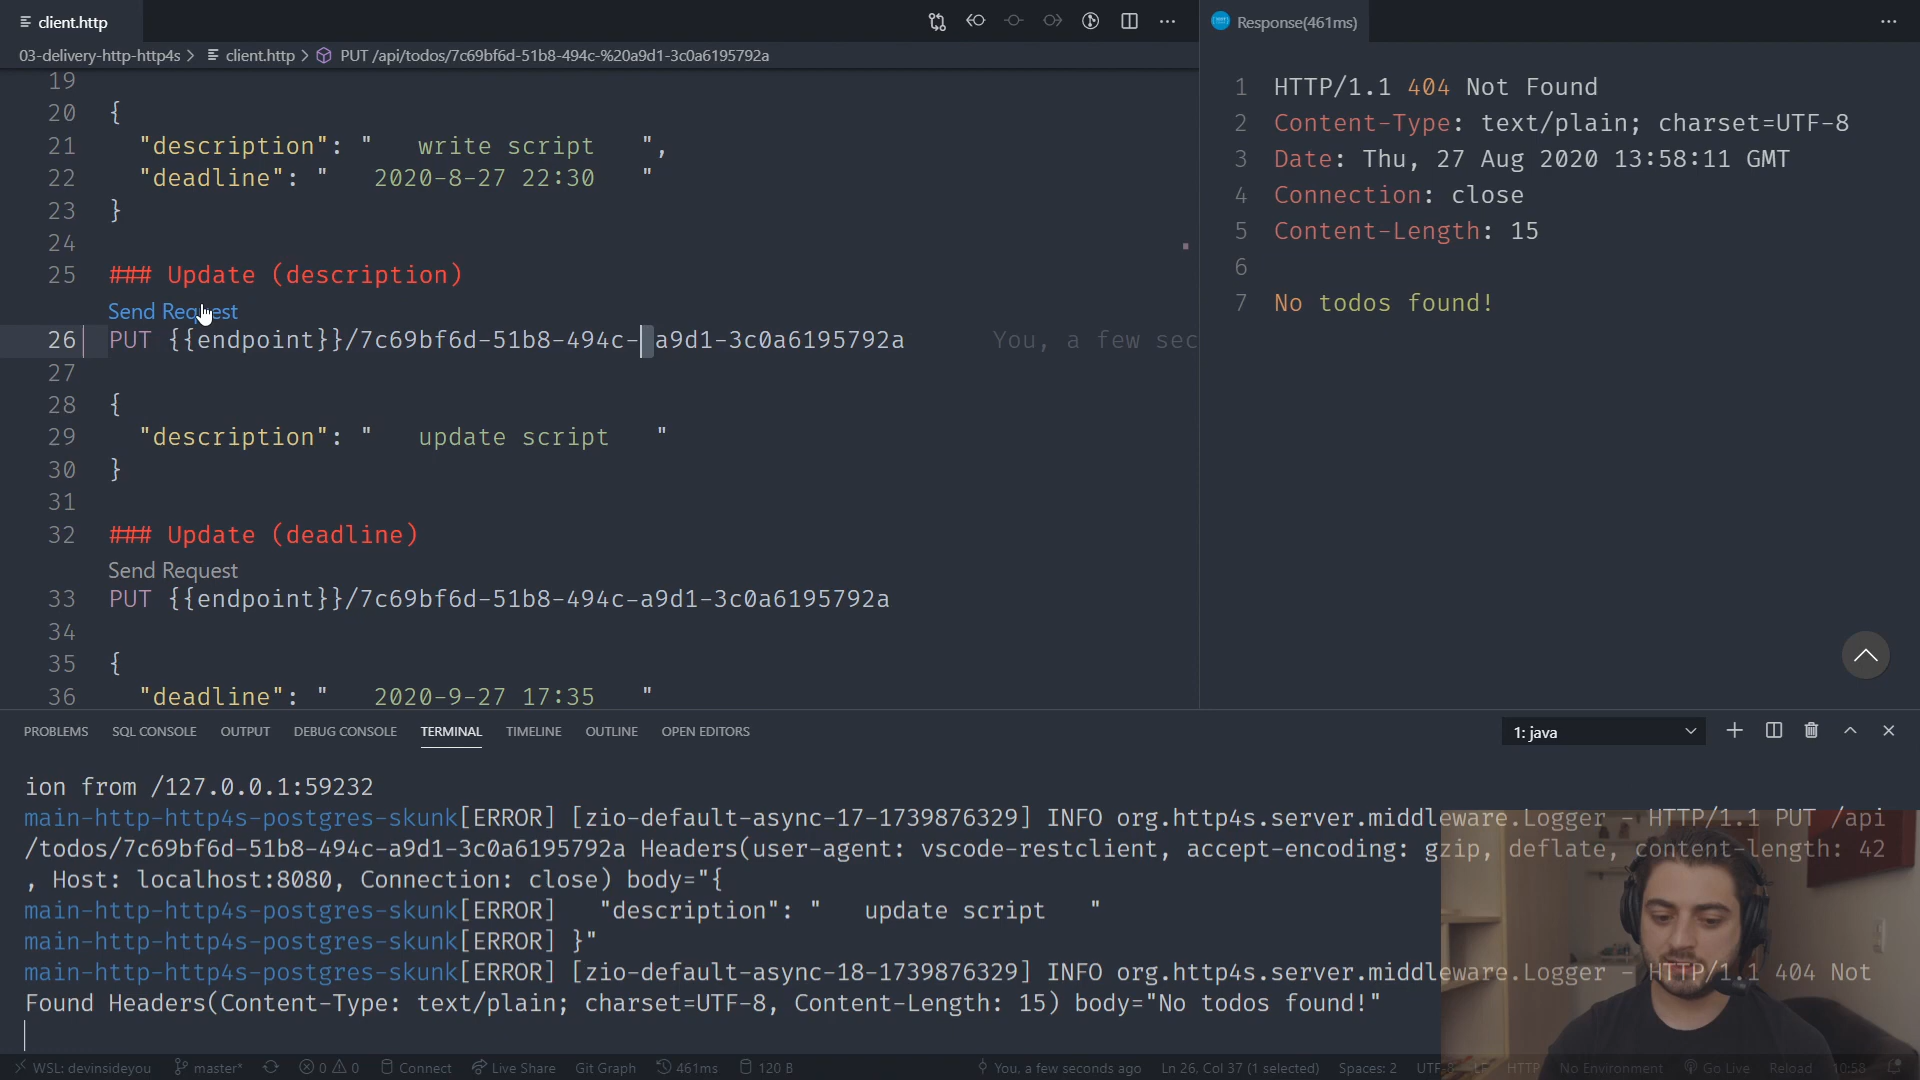 client.http
Response(461ms)
03-delivery-http-http4s > client.http > PUT /api/todos/7c69bf6d-51b8-494c-%20a9d1-3c0a6195792a
19
20 {
21 "description": "   write script   ",
22 "deadline": "   2020-8-27 22:30   "
23 }
24
25 ### Update (description)
Send Request
26 PUT {{endpoint}}/7c69bf6d-51b8-494c- a9d1-3c0a6195792a You, a few sec
27
28 {
29 "description": "   update script   "
30 }
31
32 ### Update (deadline)
Send Request
33 PUT {{endpoint}}/7c69bf6d-51b8-494c-a9d1-3c0a6195792a
34
35 {
36 "deadline": "   2020-9-27 17:35   "
1 HTTP/1.1 404 Not Found
2 Content-Type: text/plain; charset=UTF-8
3 Date: Thu, 27 Aug 2020 13:58:11 GMT
4 Connection: close
5 Content-Length: 15
6
7 No todos found!
PROBLEMS SQL CONSOLE OUTPUT DEBUG CONSOLE TERMINAL TIMELINE OUTLINE OPEN EDITORS 1: java
ion from /127.0.0.1:59232
main-http-http4s-postgres-skunk[ERROR] [zio-default-async-17-1739876329] INFO org.http4s.server.middleware.Logger - HTTP/1.1 PUT /api
/todos/7c69bf6d-51b8-494c-a9d1-3c0a6195792a Headers(user-agent: vscode-restclient, accept-encoding: gzip, deflate, content-length: 42
, Host: localhost:8080, Connection: close) body="{
main-http-http4s-postgres-skunk[ERROR]   "description": "   update script   "
main-http-http4s-postgres-skunk[ERROR] }"
main-http-http4s-postgres-skunk[ERROR] [zio-default-async-18-1739876329] INFO org.http4s.server.middleware.Logger - HTTP/1.1 404 Not
Found Headers(Content-Type: text/plain; charset=UTF-8, Content-Length: 15) body="No todos found!"
WSL: devinsideyou master* 0 0 Connect Live Share Git Graph 461ms 120 B You, a few seconds ago Ln 26, Col 37 (1 selected) Spaces: 2 UTF-8 LF HTTP No Environment Go Live Reload 10:58